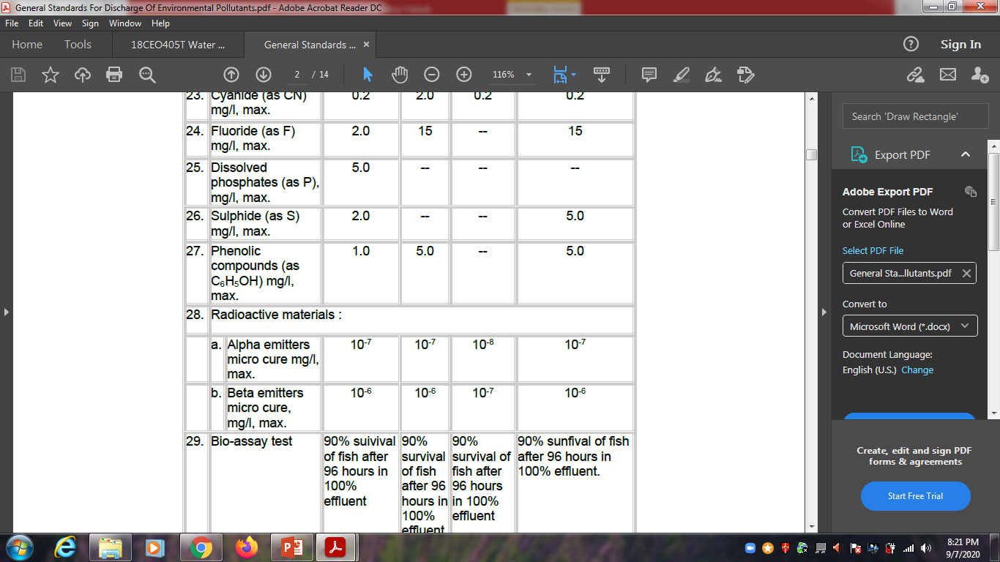 General Standards For Discharge Of Environmental Pollutants.pdf - Adobe Acrobat Reader DC
File Edit View Sign Window Help
Home Tools 18CEO405T Water ... General Standards ... × Sign In
2 / 14 116%
23. Cyanide (as CN) 0.2 2.0 0.2 0.2
mg/l, max.
24. Fluoride (as F) 2.0 15 -- 15
mg/l, max.
25. Dissolved 5.0 -- -- --
phosphates (as P),
mg/l, max.
26. Sulphide (as S) 2.0 -- -- 5.0
mg/l, max.
27. Phenolic 1.0 5.0 -- 5.0
compounds (as
C₆H₅OH) mg/l,
max.
28. Radioactive materials :
a. Alpha emitters 10⁻⁷ 10⁻⁷ 10⁻⁸ 10⁻⁷
micro cure mg/l,
max.
b. Beta emitters 10⁻⁶ 10⁻⁶ 10⁻⁷ 10⁻⁶
micro cure,
mg/l, max.
29. Bio-assay test
90% suivival
of fish after
96 hours in
100%
effluent
90%
survival
of fish
after 96
hours in
100%
effluent
90%
survival of
fish after
96 hours
in 100%
effluent
90% sunfival of fish
after 96 hours in
100% effluent.
Search 'Draw Rectangle'
Export PDF
Adobe Export PDF
Convert PDF Files to Word
or Excel Online
Select PDF File
General Sta...llutants.pdf
Convert to
Microsoft Word (*.docx)
Document Language:
English (U.S.) Change
Create, edit and sign PDF
forms & agreements
Start Free Trial
8:21 PM
9/7/2020